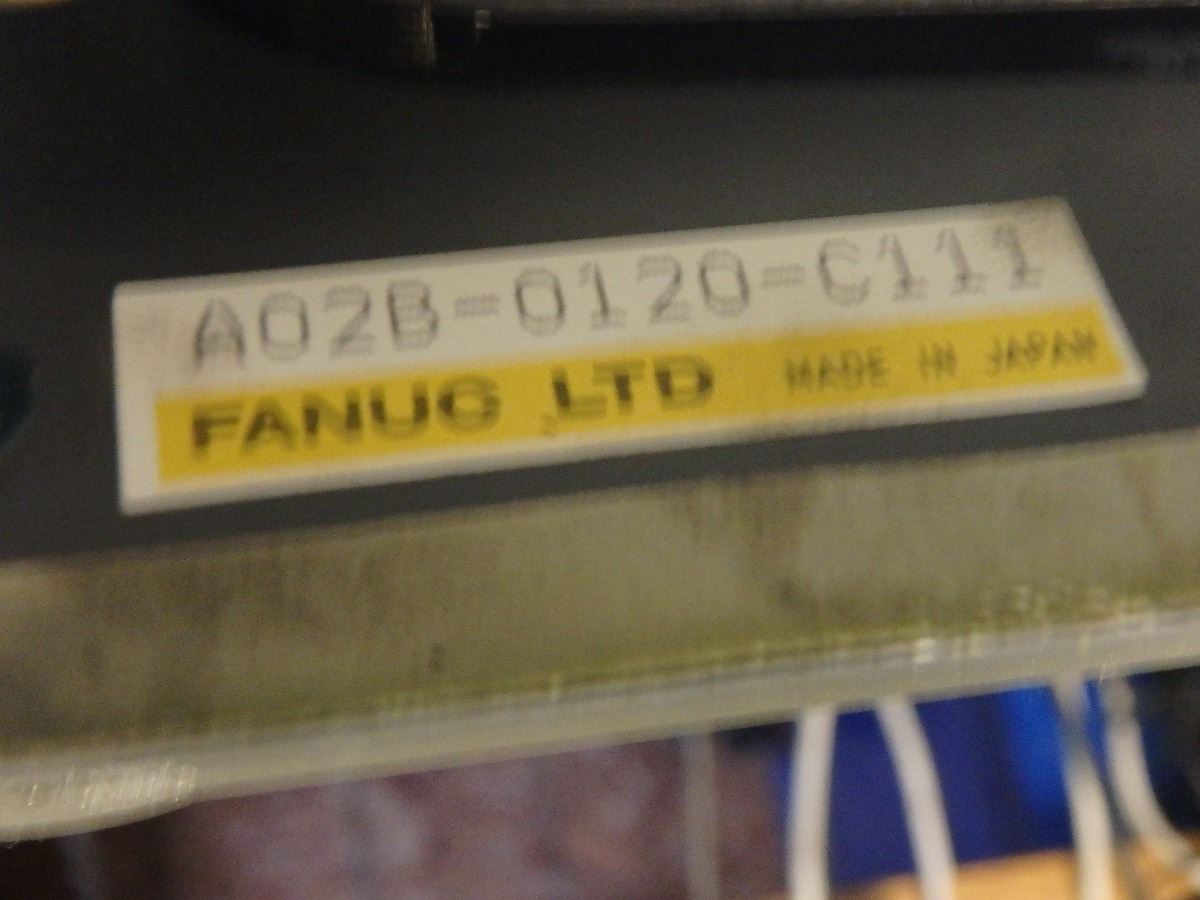 A02B-0120-C111
FANUC LTD MADE IN JAPAN